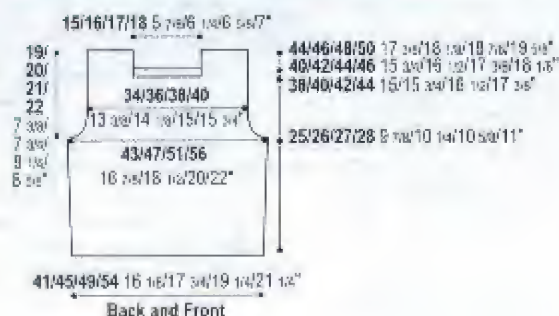 15/16/17/18 5 7/8/6 1/4/6 5/8/7"
19/
20/
21/
22
7 3/8/
7 3/4/
8 5/8"
44/46/48/50 17 3/8/18 1/8/18 7/8/19 5/8"
40/42/44/46 15 3/4/16 1/2/17 3/8/18 1/8"
38/40/42/44 15/15 3/4/16 1/2/17 3/8"
34/36/38/40
13 3/8/14 1/8/15/15 3/4"
25/26/27/28 9 7/8/10 1/4/10 5/8/11"
43/47/51/56
16 7/8/18 1/2/20/22"
41/45/49/54 16 1/8/17 3/4/19 1/4/21 1/4"
Back and Front